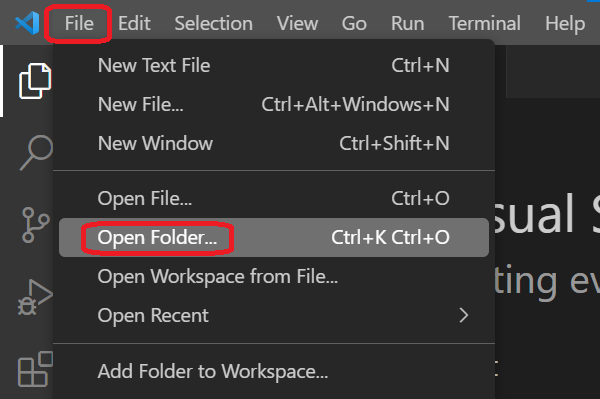 File Edit Selection View Go Run Terminal Help
New Text File Ctrl+N
New File... Ctrl+Alt+Windows+N
New Window Ctrl+Shift+N
Open File... Ctrl+O
sual S
Open Folder... Ctrl+K Ctrl+O
ting ev
Open Workspace from File...
Open Recent
Add Folder to Workspace...